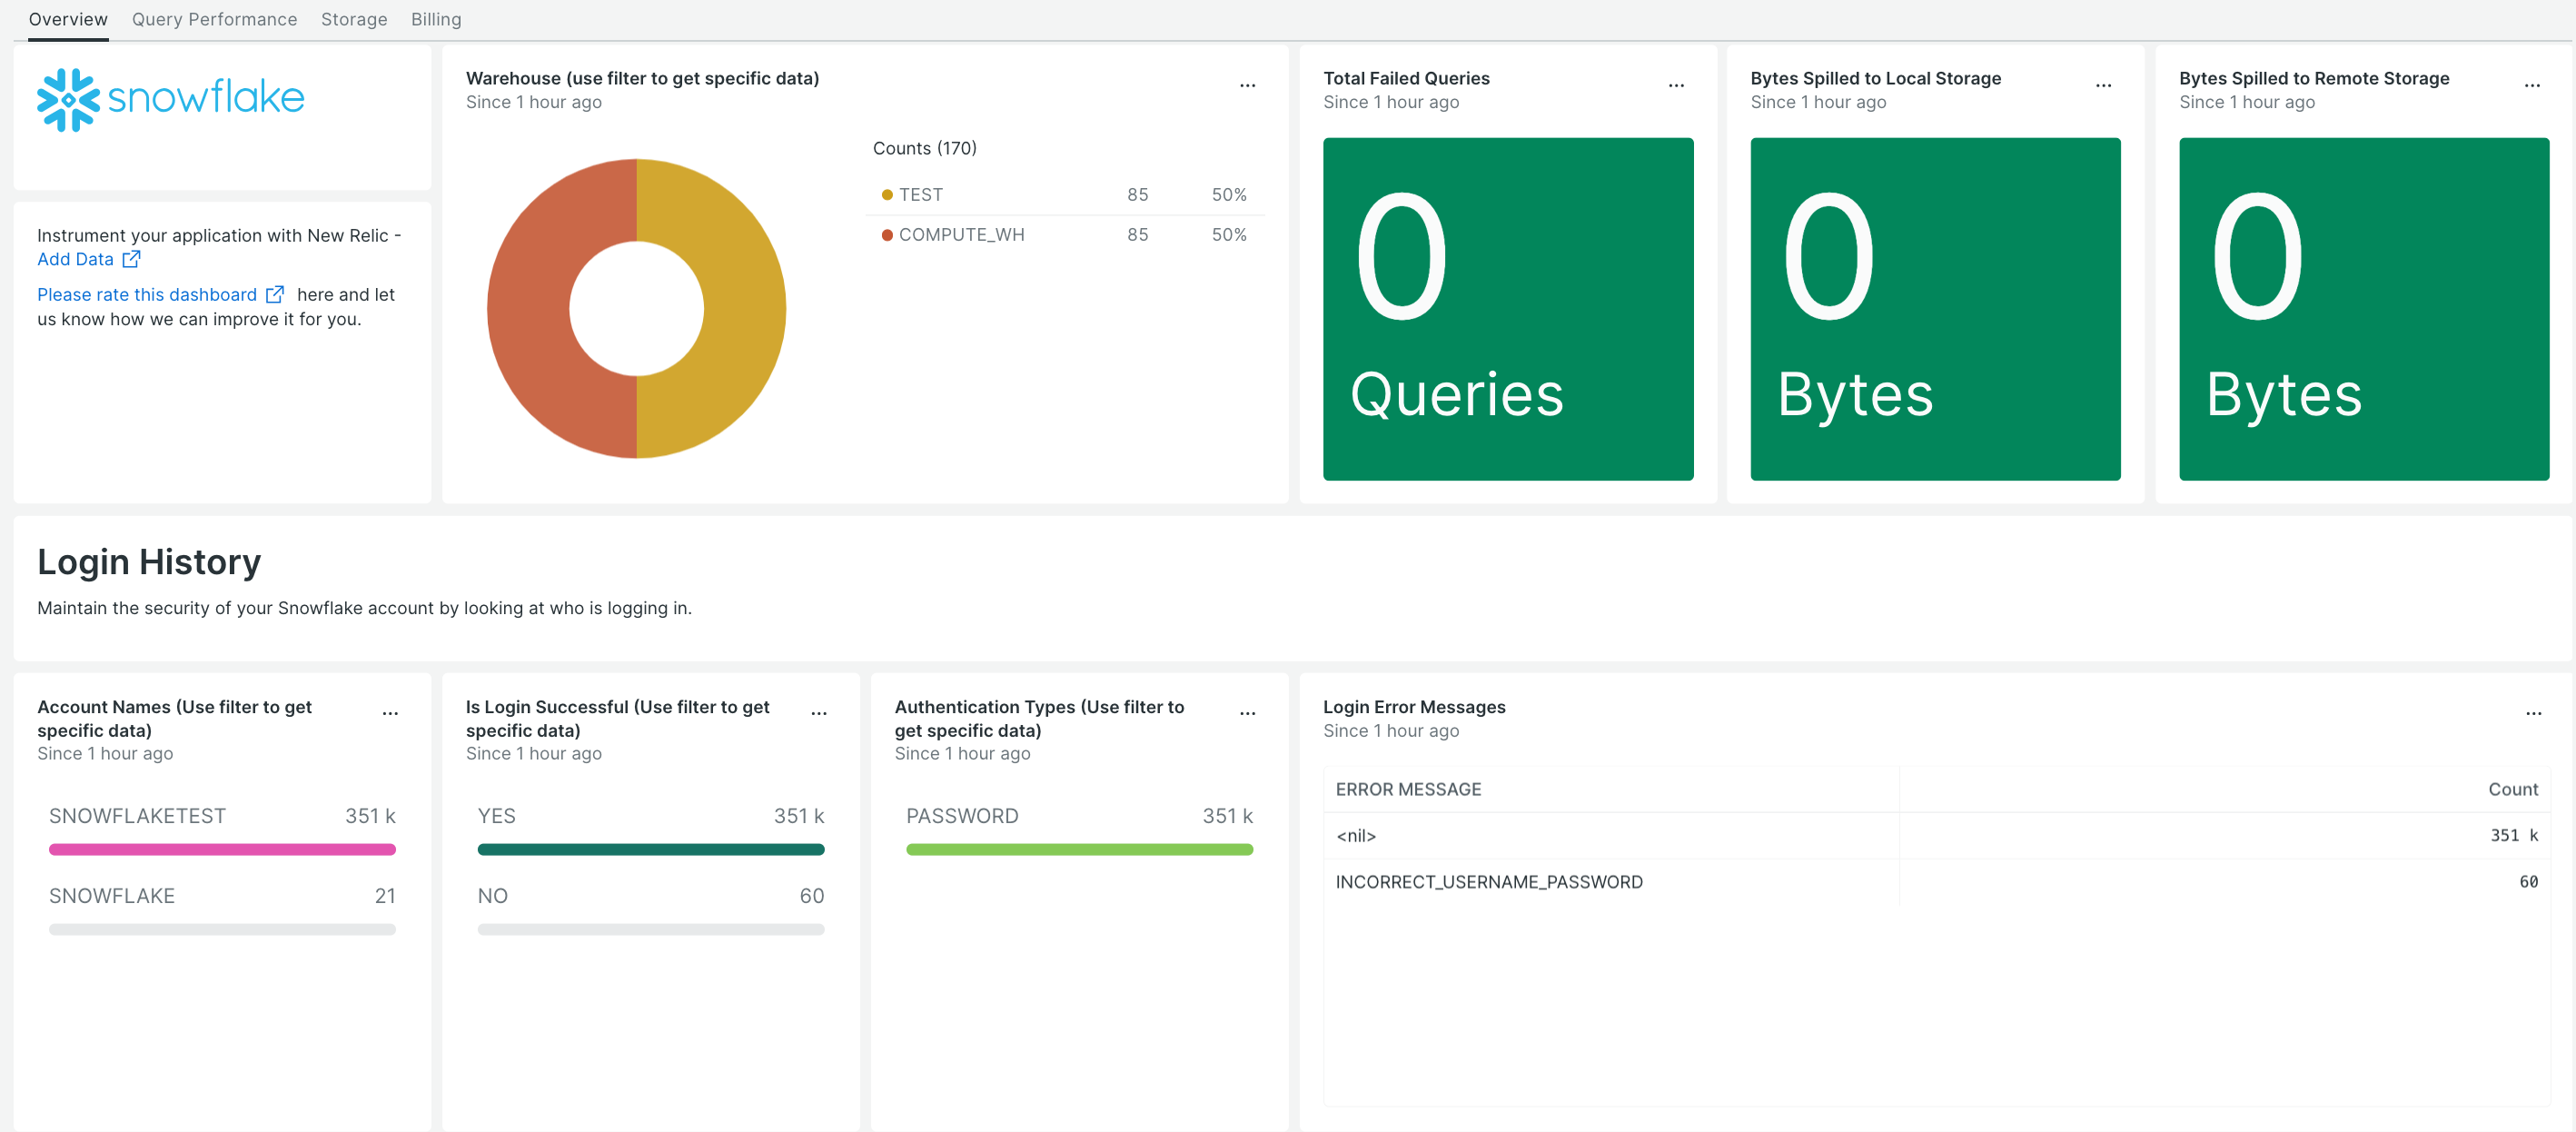 Overview Query Performance Storage Billing
snowflake
Instrument your application with New Relic -
Add Data
Please rate this dashboard here and let
us know how we can improve it for you.
Warehouse (use filter to get specific data)
Since 1 hour ago
Counts (170)
TEST 85 50%
COMPUTE_WH 85 50%
Total Failed Queries
Since 1 hour ago
0
Queries
Bytes Spilled to Local Storage
Since 1 hour ago
0
Bytes
Bytes Spilled to Remote Storage
Since 1 hour ago
0
Bytes
Login History
Maintain the security of your Snowflake account by looking at who is logging in.
Account Names (Use filter to get
specific data)
Since 1 hour ago
SNOWFLAKETEST 351 k
SNOWFLAKE 21
Is Login Successful (Use filter to get
specific data)
Since 1 hour ago
YES 351 k
NO 60
Authentication Types (Use filter to
get specific data)
Since 1 hour ago
PASSWORD 351 k
Login Error Messages
Since 1 hour ago
ERROR MESSAGE Count
<nil> 351 k
INCORRECT_USERNAME_PASSWORD 60